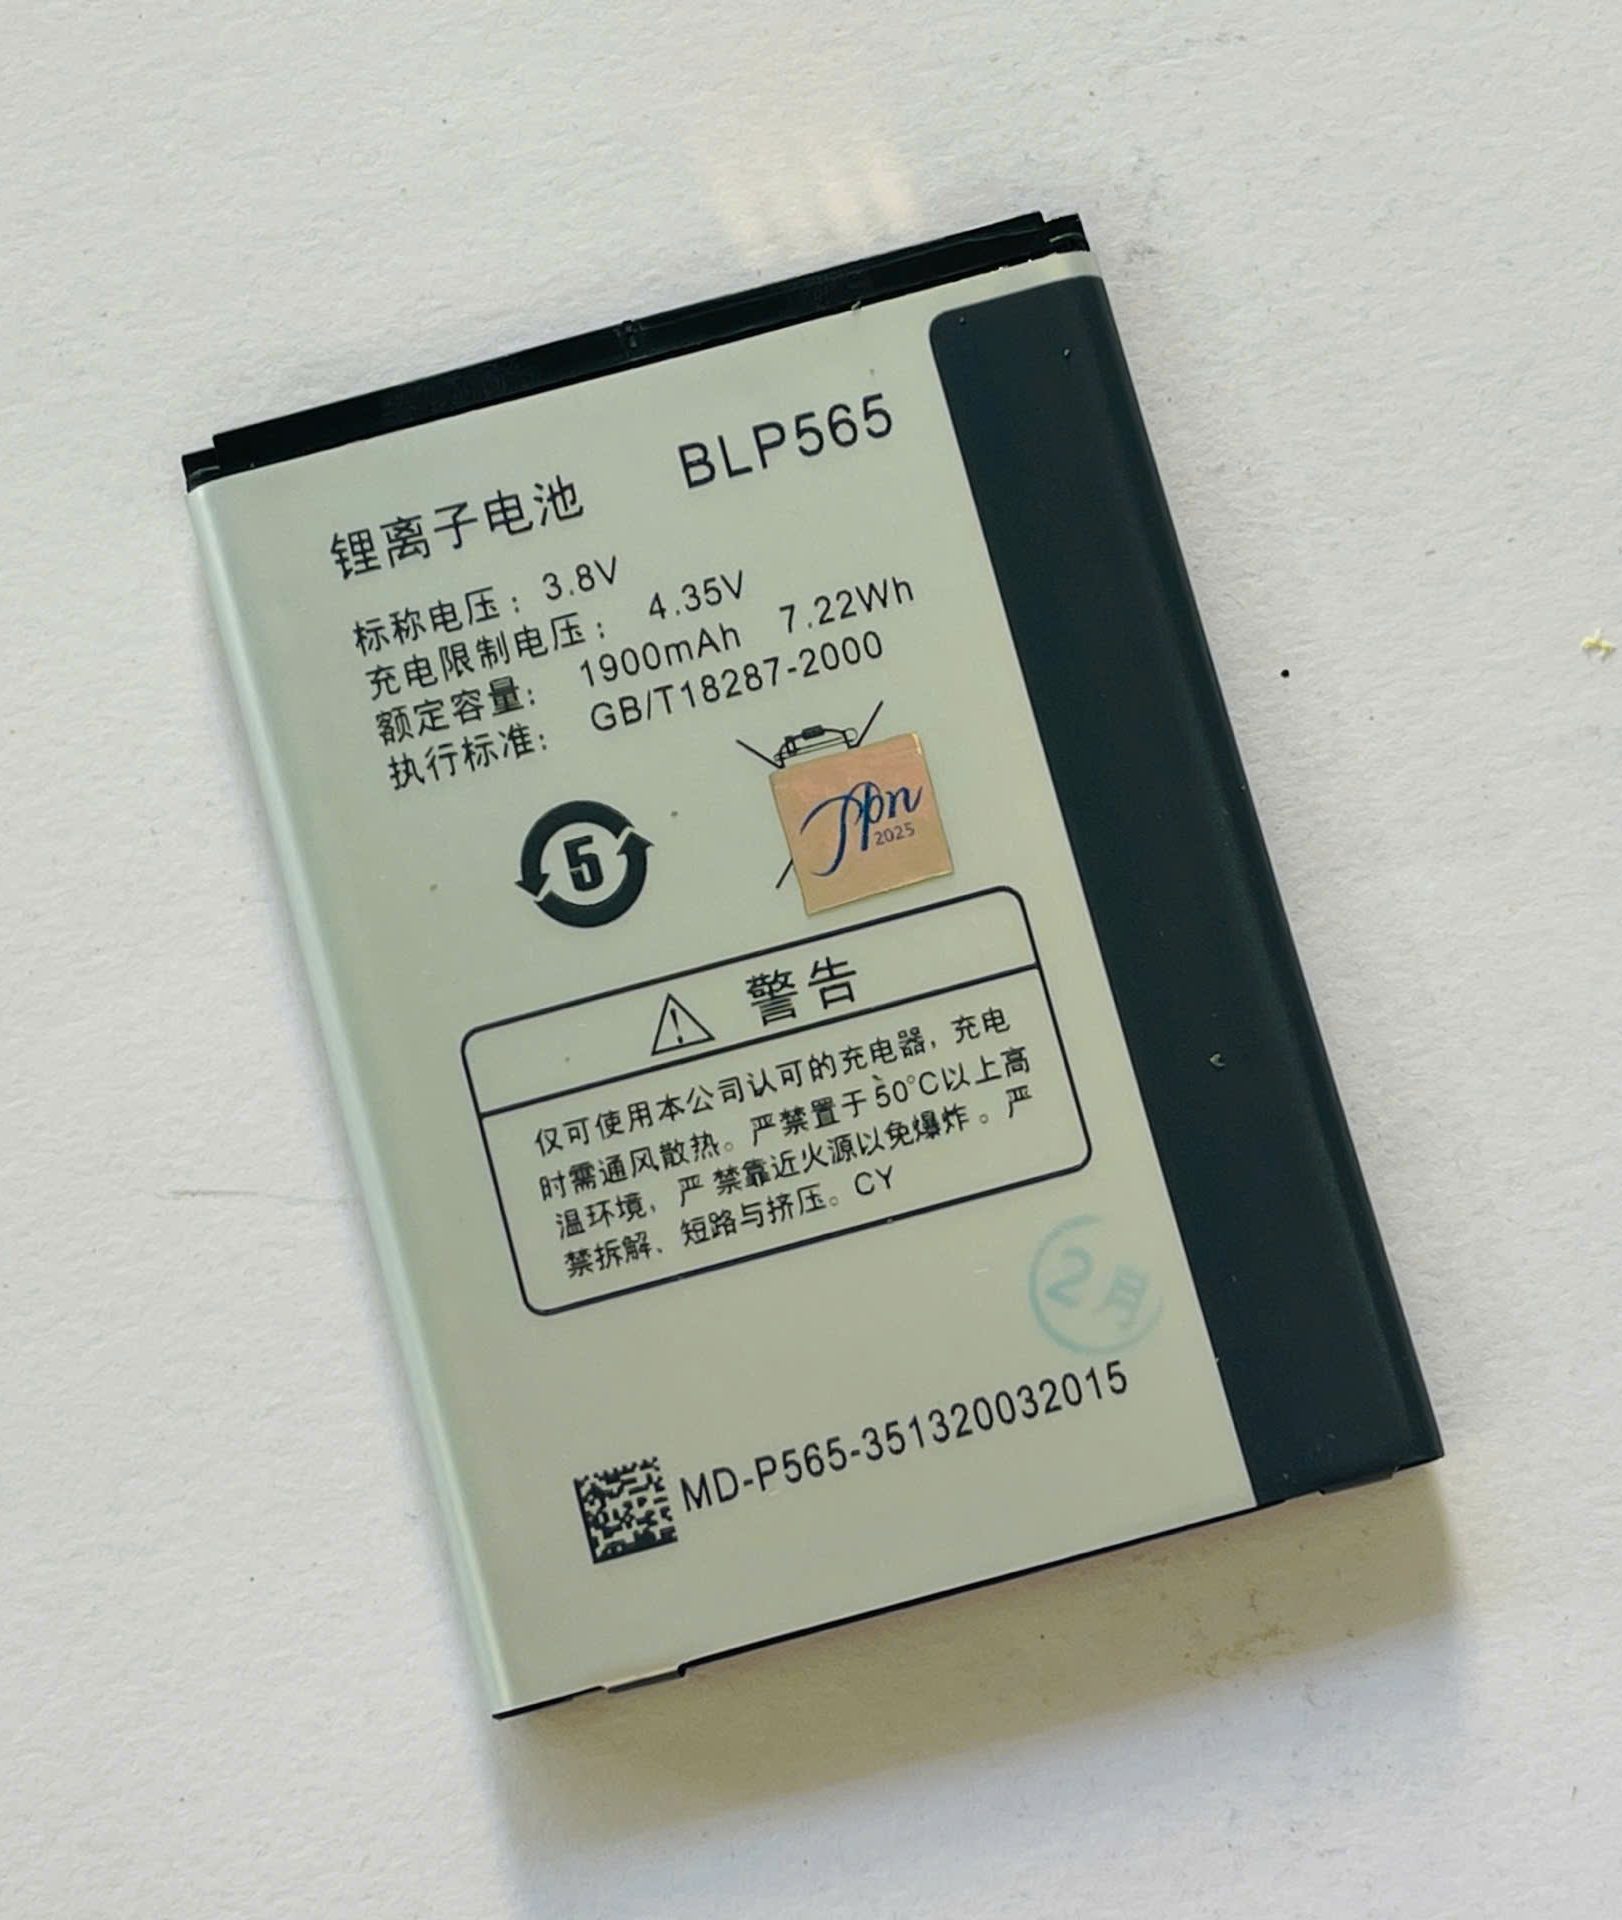 锂离子电池 BLP565
标称电压：3.8V
充电限制电压：4.35V
额定容量：1900mAh 7.22Wh
执行标准：GB/T18287-2000
5
2025
警告
仅可使用本公司认可的充电器，充电
时需通风散热。严禁置于50℃以上高
温环境，严禁靠近火源以免爆炸。严
禁拆解、短路与挤压。CY
2月
MD-P565-351320032015